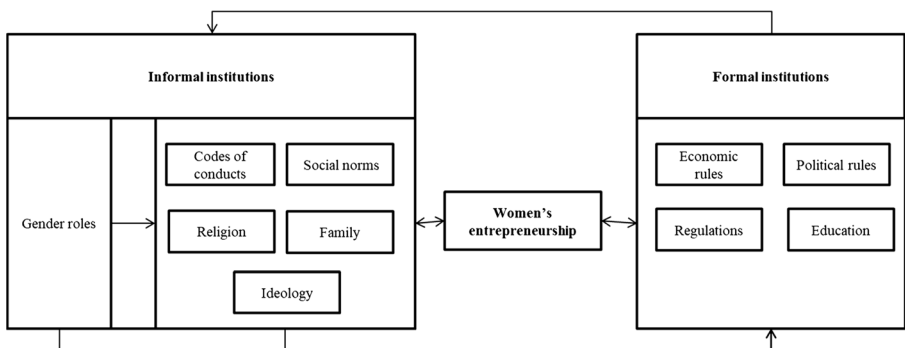 Informal institutions
Formal institutions
Gender roles
Codes of
conducts
Social norms
Religion
Family
Ideology
Women's
entrepreneurship
Economic
rules
Political rules
Regulations
Education